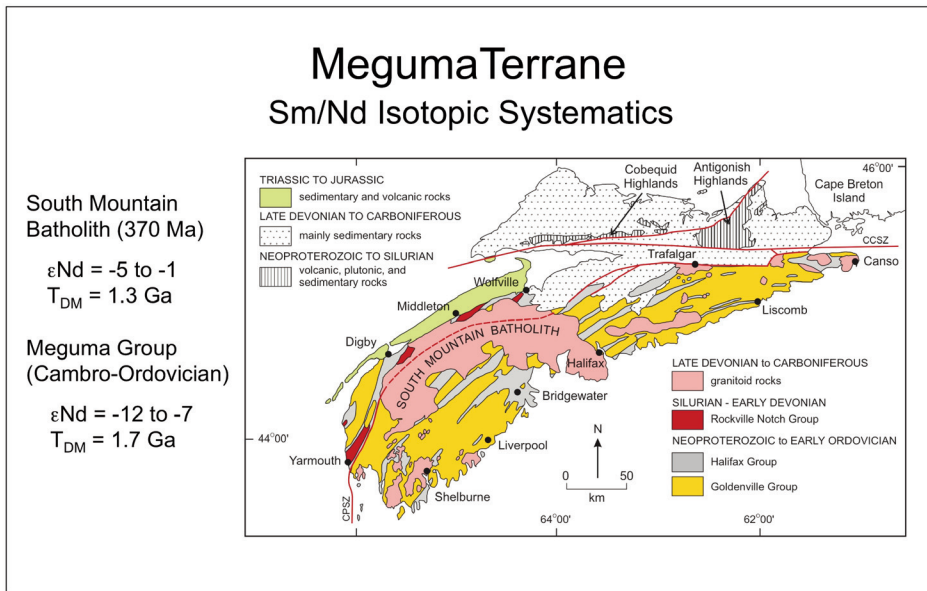 MegumaTerrane
Sm/Nd Isotopic Systematics
South Mountain
Batholith (370 Ma)
εNd = -5 to -1
TDM = 1.3 Ga
Meguma Group
(Cambro-Ordovician)
εNd = -12 to -7
TDM = 1.7 Ga
TRIASSIC TO JURASSIC
sedimentary and volcanic rocks
LATE DEVONIAN TO CARBONIFEROUS
mainly sedimentary rocks
NEOPROTEROZOIC TO SILURIAN
volcanic, plutonic, and
sedimentary rocks
Cobequid
Highlands
Antigonish
Highlands
46°00'
Cape Breton
Island
CCSZ
Trafalgar
Canso
Wolfville
Middleton
Liscomb
Digby
SOUTH MOUNTAIN BATHOLITH
Halifax
Bridgewater
44°00'
Liverpool
Yarmouth
Shelburne
CPSZ
N
0 50
km
LATE DEVONIAN to CARBONIFEROUS
granitoid rocks
SILURIAN - EARLY DEVONIAN
Rockville Notch Group
NEOPROTEROZOIC to EARLY ORDOVICIAN
Halifax Group
Goldenville Group
64°00'
62°00'